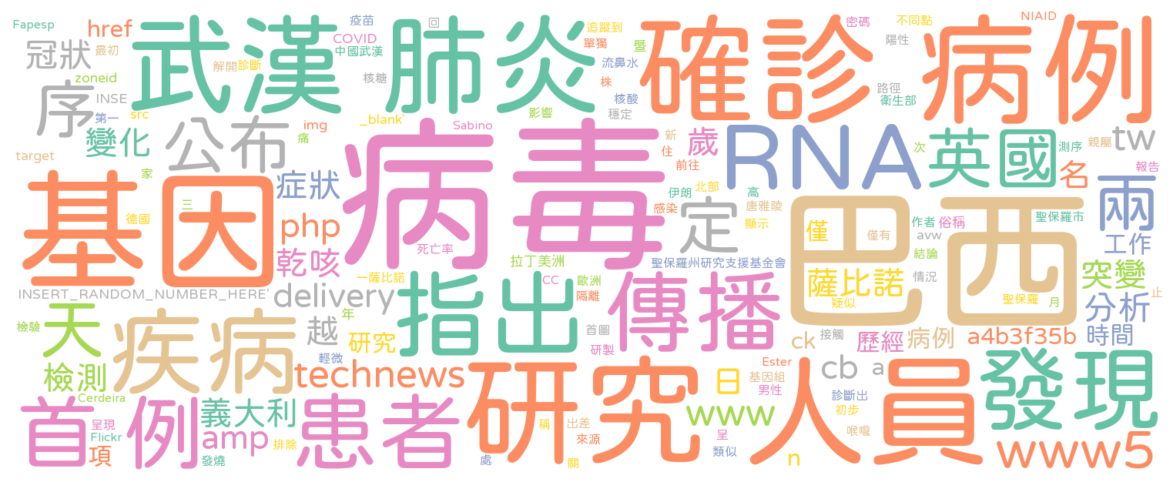 Fapesp
href
最初
武漢
肺炎
疫苗
COVID
中國武漢
解開
診斷
核糖
回
追蹤到
單獨
暨
流鼻水
株
核酸
穩定
影響
確診
病例
密碼
不同點
NIAID
陽性
路徑
衛生部
冠狀
zoneid
序
INSE
src
第一
img
_blank
Sabino
變化
公布
痛
target
家
病毒
歲
新
住
前往
RNA
英國
次
測序
親屬
tw
名
報告
基因
症狀
三
德國
php
乾咳
死亡率
伊朗
北部
高
感染
唐雅陵
顯示
定
巴西
僅
作者
俗稱
僅有
avw
結論
情況
聖保羅市
兩
工作
突變
拉丁美洲
聖保羅州研究支援基金會
一薩比諾
CC
歐洲
隔離
薩比諾
疑似
聖保羅
月
止
分析
INSERT_RANDOM_NUMBER_HERE'
delivery
指出
傳播
檢驗
天
疾病
越
年
研究
首圖
研製
ck
接觸
歷經
病例
a4b3f35b
時間
檢測
輕微
technews
研究
人員
Ester
日
基因組
男性
cb
a
診斷出
初步
發現
Cerdeira
首例
呈現
Flickr
項
義大利
amp
排除
發燒
患者
稱
出差
來源
處
關
www
呈
類似
喉嚨
n
www5